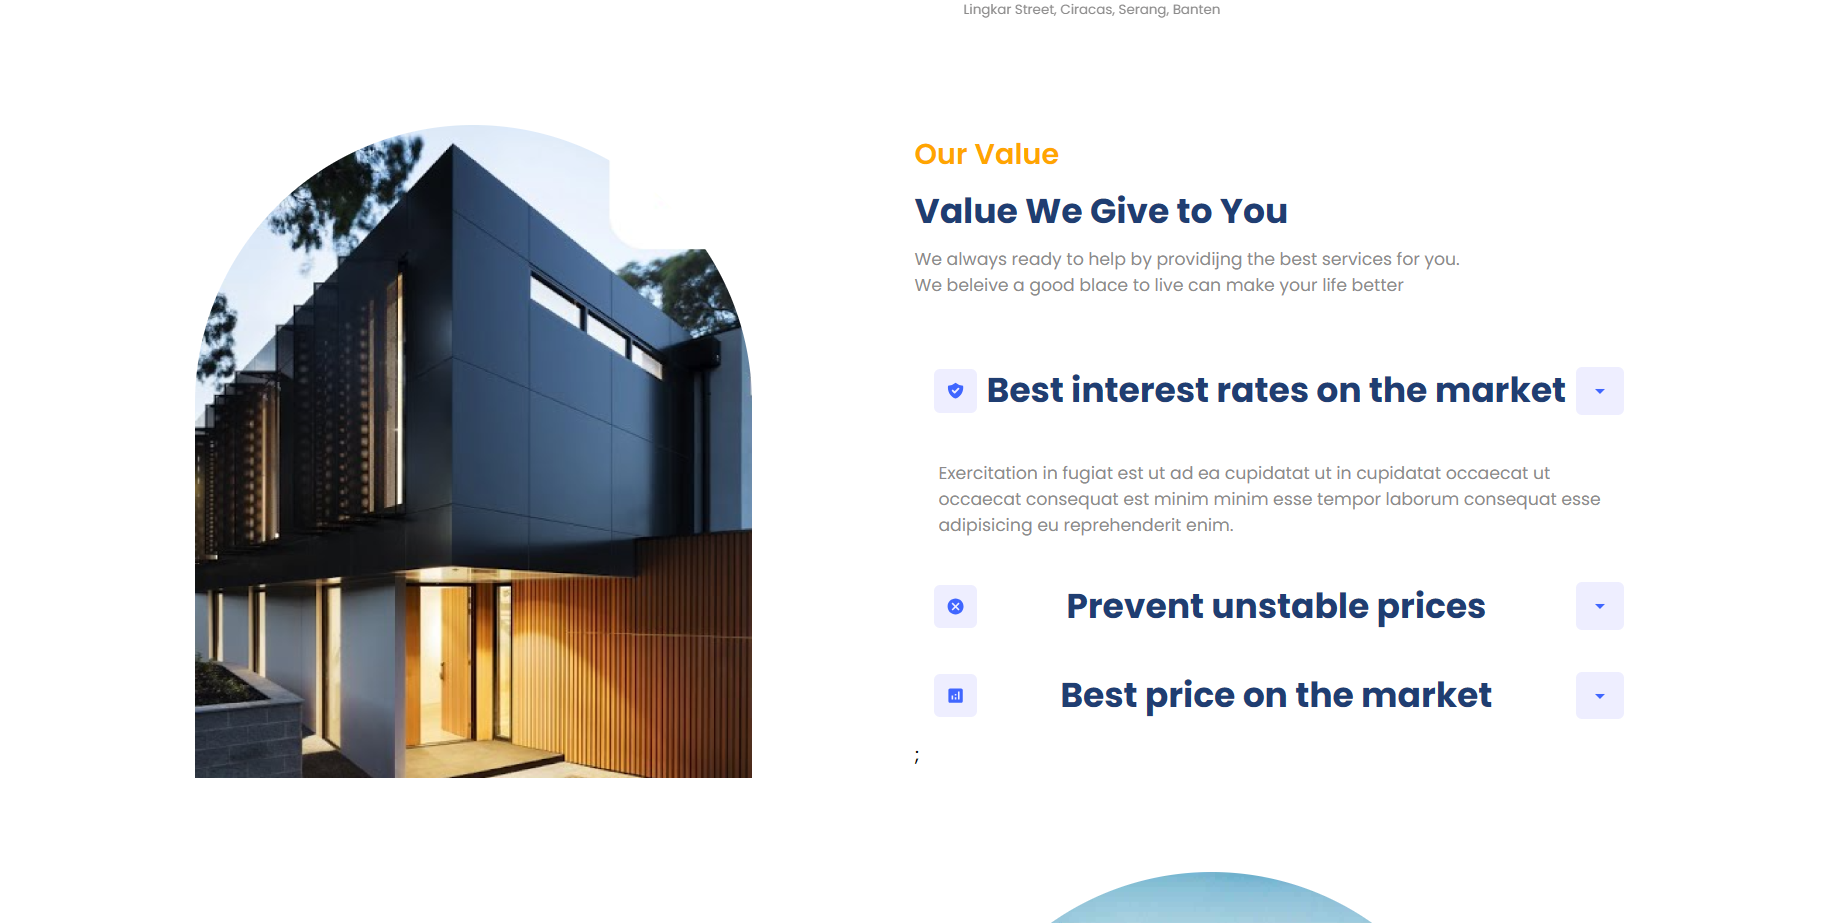 Lingkar Street, Ciracas, Serang, Banten
Our Value
Value We Give to You
We always ready to help by providijng the best services for you.
We beleive a good blace to live can make your life better
Best interest rates on the market
Exercitation in fugiat est ut ad ea cupidatat ut in cupidatat occaecat ut
occaecat consequat est minim minim esse tempor laborum consequat esse
adipisicing eu reprehenderit enim.
Prevent unstable prices
Best price on the market
;